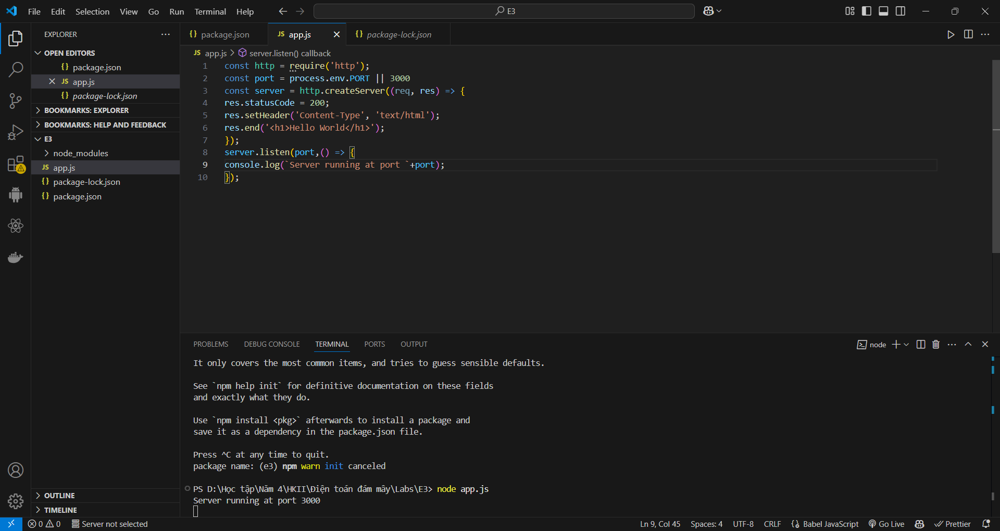 File Edit Selection View Go Run Terminal Help
E3
EXPLORER
OPEN EDITORS
{} package.json
JS app.js
{} package-lock.json
BOOKMARKS: EXPLORER
BOOKMARKS: HELP AND FEEDBACK
E3
node_modules
JS app.js
{} package-lock.json
{} package.json
OUTLINE
TIMELINE
{} package.json JS app.js {} package-lock.json
JS app.js > server.listen() callback
1 const http = require('http');
2 const port = process.env.PORT || 3000
3 const server = http.createServer((req, res) => {
4 res.statusCode = 200;
5 res.setHeader('Content-Type', 'text/html');
6 res.end('<h1>Hello World</h1>');
7 });
8 server.listen(port,() => {
9 console.log(`Server running at port `+port);
10 });
PROBLEMS DEBUG CONSOLE TERMINAL PORTS OUTPUT
node
It only covers the most common items, and tries to guess sensible defaults.
See `npm help init` for definitive documentation on these fields
and exactly what they do.
Use `npm install <pkg>` afterwards to install a package and
save it as a dependency in the package.json file.
Press ^C at any time to quit.
package name: (e3) npm warn init canceled
PS D:\Học tập\Năm 4\HKII\Điện toán đám mây\Labs\E3> node app.js
Server running at port 3000
0 0 Server not selected
Ln 9, Col 45 Spaces: 4 UTF-8 CRLF {} Babel JavaScript Go Live Prettier